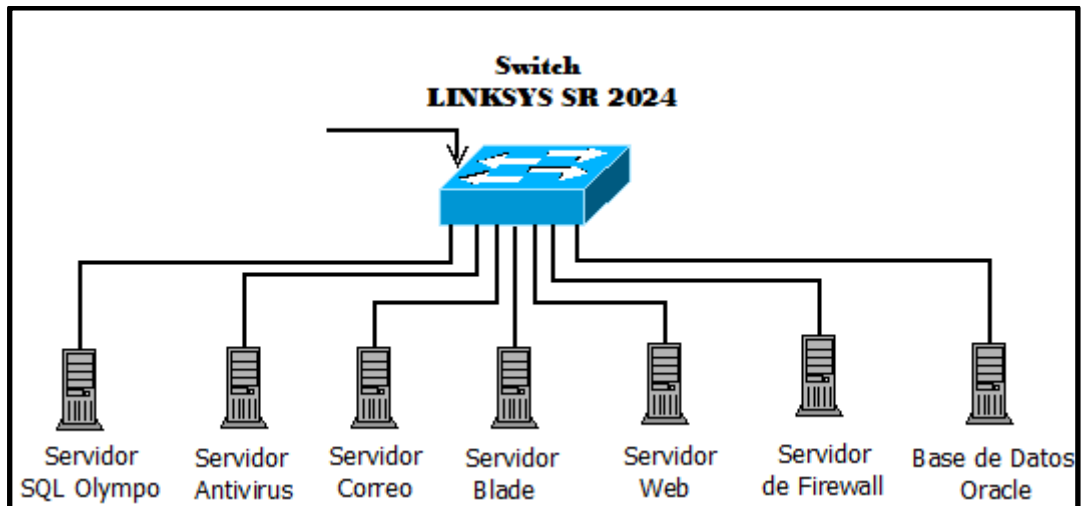 Switch
LINKSYS SR 2024
Servidor
SQL Olympo
Servidor
Antivirus
Servidor
Correo
Servidor
Blade
Servidor
Web
Servidor
de Firewall
Base de Datos
Oracle